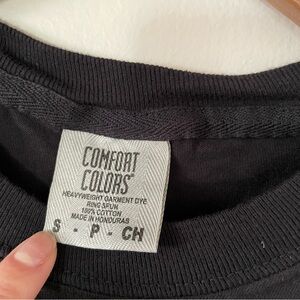 COMFORT
COLORS®
HEAVYWEIGHT GARMENT DYE
RING SPUN
100% COTTON
MADE IN HONDURAS
S - P - CH